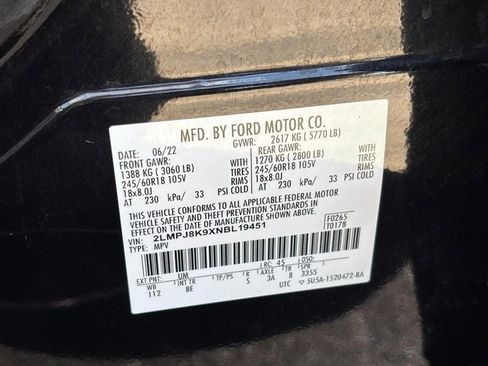 MFD. BY FORD MOTOR CO.
DATE: 06/22 GVWR: 2617 KG ( 5770 LB)
FRONT GAWR: REAR GAWR:
1388 KG ( 3060 LB) WITH 1270 KG ( 2800 LB) WITH
245/60R18 105V TIRES 245/60R18 105V TIRES
18x8.0J RIMS 18x8.0J RIMS
AT 230 kPa/ 33 PSI COLD AT 230 kPa/ 33 PSI COLD
THIS VEHICLE CONFORMS TO ALL APPLICABLE FEDERAL MOTOR
VEHICLE SAFETY AND BUMPER STANDARDS IN
EFFECT ON THE DATE OF MANUFACTURE SHOWN ABOVE.
VIN: 2LMPJ8K9XNBL19451 F0265
TYPE: MPV T0178
EXT PNT: UM RC: 45 DSO:
WB INT TR TP/PS R AXLE TR SPR
112 BE S 3A 8 3355
UTC 5U5A-1520472-BA